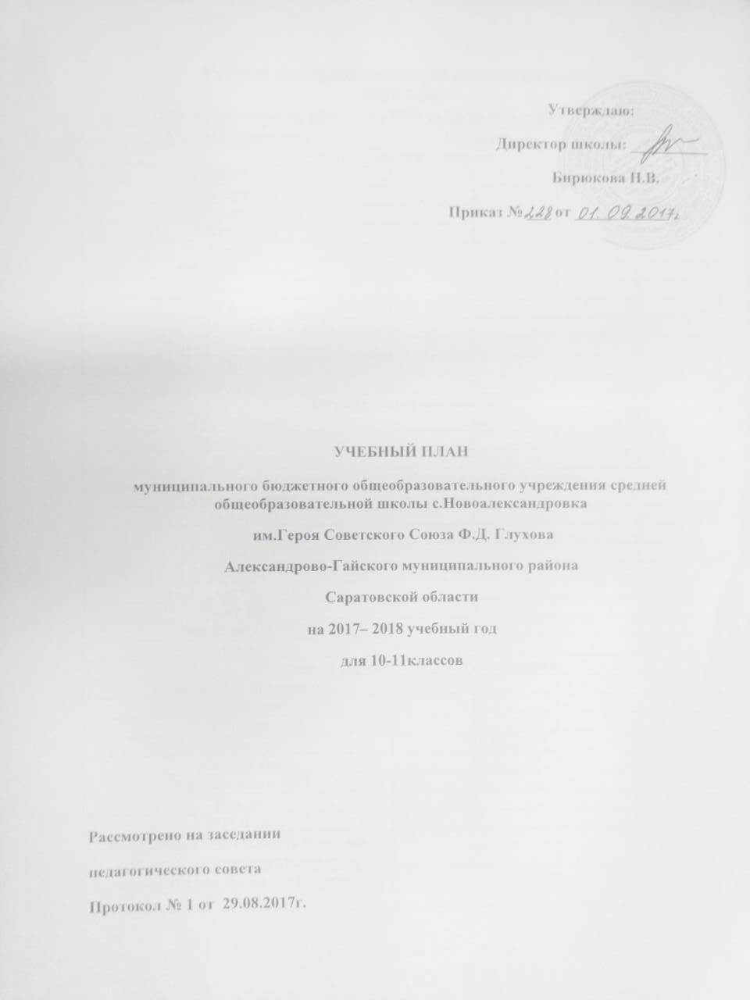 Утверждаю:
Директор школы:
Бирюкова Н.В.
Приказ № 228 от 01.09.2017г.
УЧЕБНЫЙ ПЛАН
муниципального бюджетного общеобразовательного учреждения средней
общеобразовательной школы с.Новоалександровка
им.Героя Советского Союза Ф.Д. Глухова
Александрово-Гайского муниципального района
Саратовской области
на 2017– 2018 учебный год
для 10-11классов
Рассмотрено на заседании
педагогического совета
Протокол № 1 от 29.08.2017г.